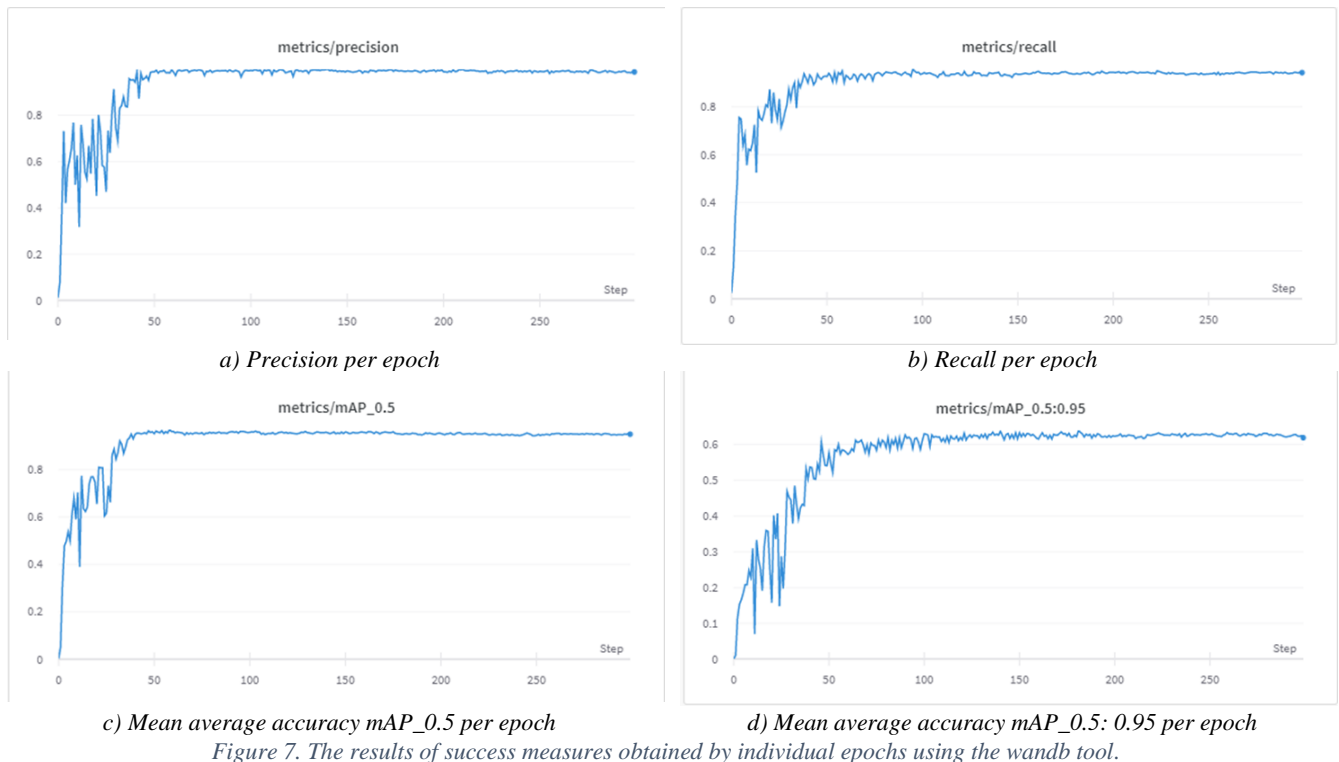 metrics/precision
0.8
0.6
0.4
0.2
0
Step
0 50 100 150 200 250
a) Precision per epoch
metrics/recall
0.8
0.6
0.4
0.2
0
Step
0 50 100 150 200 250
b) Recall per epoch
metrics/mAP_0.5
0.8
0.6
0.4
0.2
0
Step
0 50 100 150 200 250
c) Mean average accuracy mAP_0.5 per epoch
metrics/mAP_0.5:0.95
0.6
0.5
0.4
0.3
0.2
0.1
0
Step
0 50 100 150 200 250
d) Mean average accuracy mAP_0.5: 0.95 per epoch
Figure 7. The results of success measures obtained by individual epochs using the wandb tool.